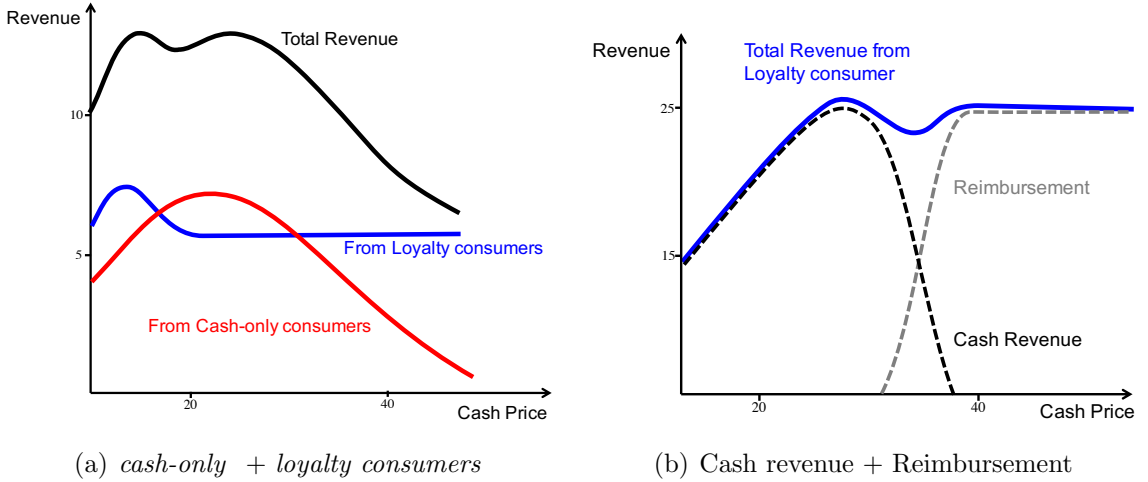 Revenue
Total Revenue
10
From Loyalty consumers
5
From Cash-only consumers
20
40
Cash Price
(a) cash-only + loyalty consumers
Revenue
Total Revenue from
Loyalty consumer
25
Reimbursement
15
Cash Revenue
20
40
Cash Price
(b) Cash revenue + Reimbursement